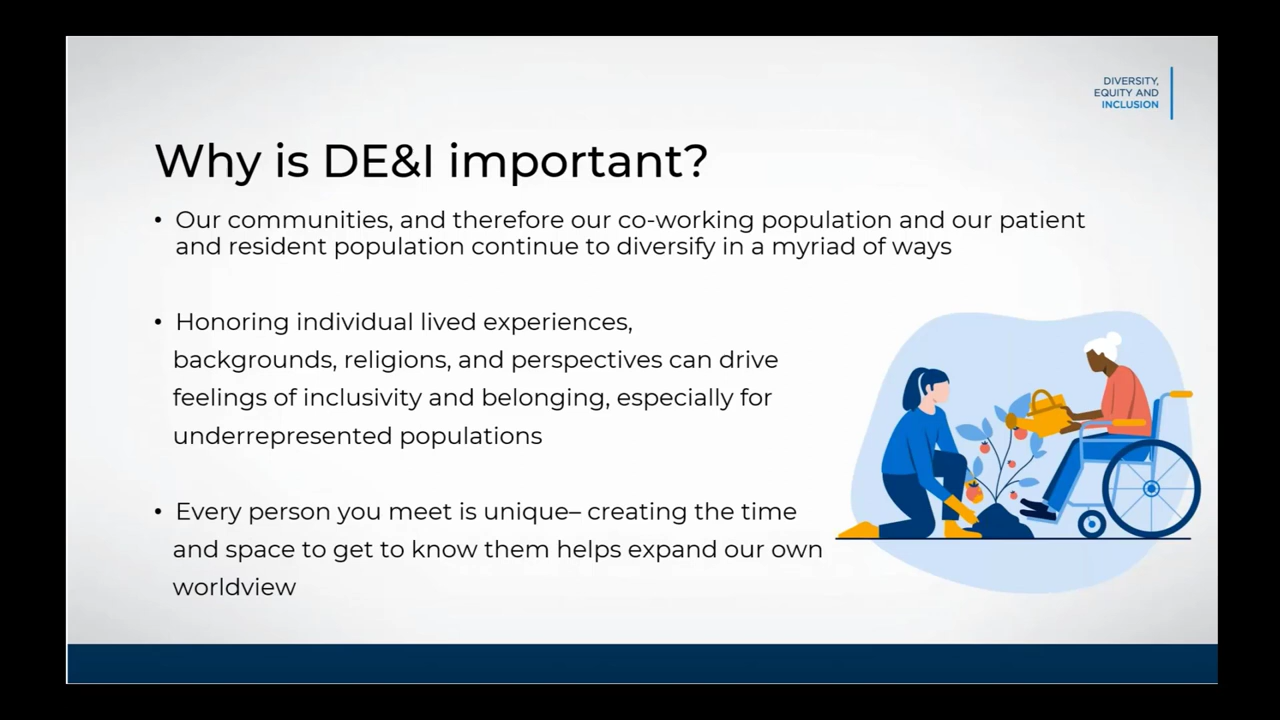 DIVERSITY,
EQUITY AND
INCLUSION
Why is DE&I important?
• Our communities, and therefore our co-working population and our patient
and resident population continue to diversify in a myriad of ways
• Honoring individual lived experiences,
backgrounds, religions, and perspectives can drive
feelings of inclusivity and belonging, especially for
underrepresented populations
• Every person you meet is unique– creating the time
and space to get to know them helps expand our own
worldview